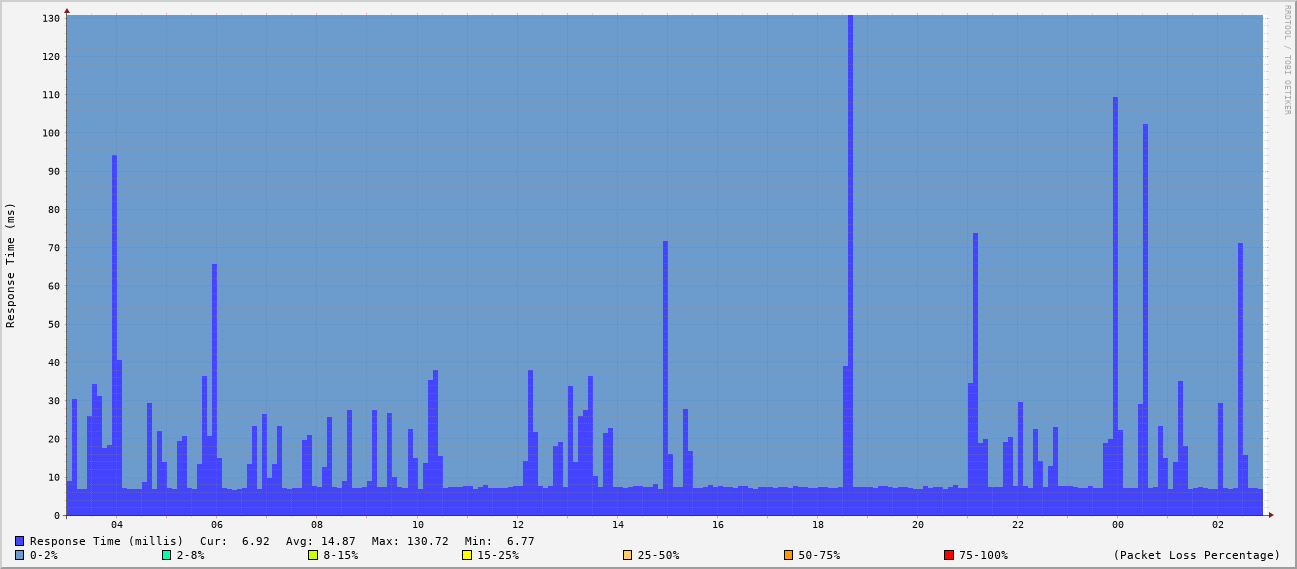 RRDTOOL / TOBI OETIKER
Response Time (ms)
130
120
110
100
90
80
70
60
50
40
30
20
10
0
04 06 08 10 12 14 16 18 20 22 00 02
Response Time (millis) Cur: 6.92 Avg: 14.87 Max: 130.72 Min: 6.77
0-2% 2-8% 8-15% 15-25% 25-50% 50-75% 75-100% (Packet Loss Percentage)